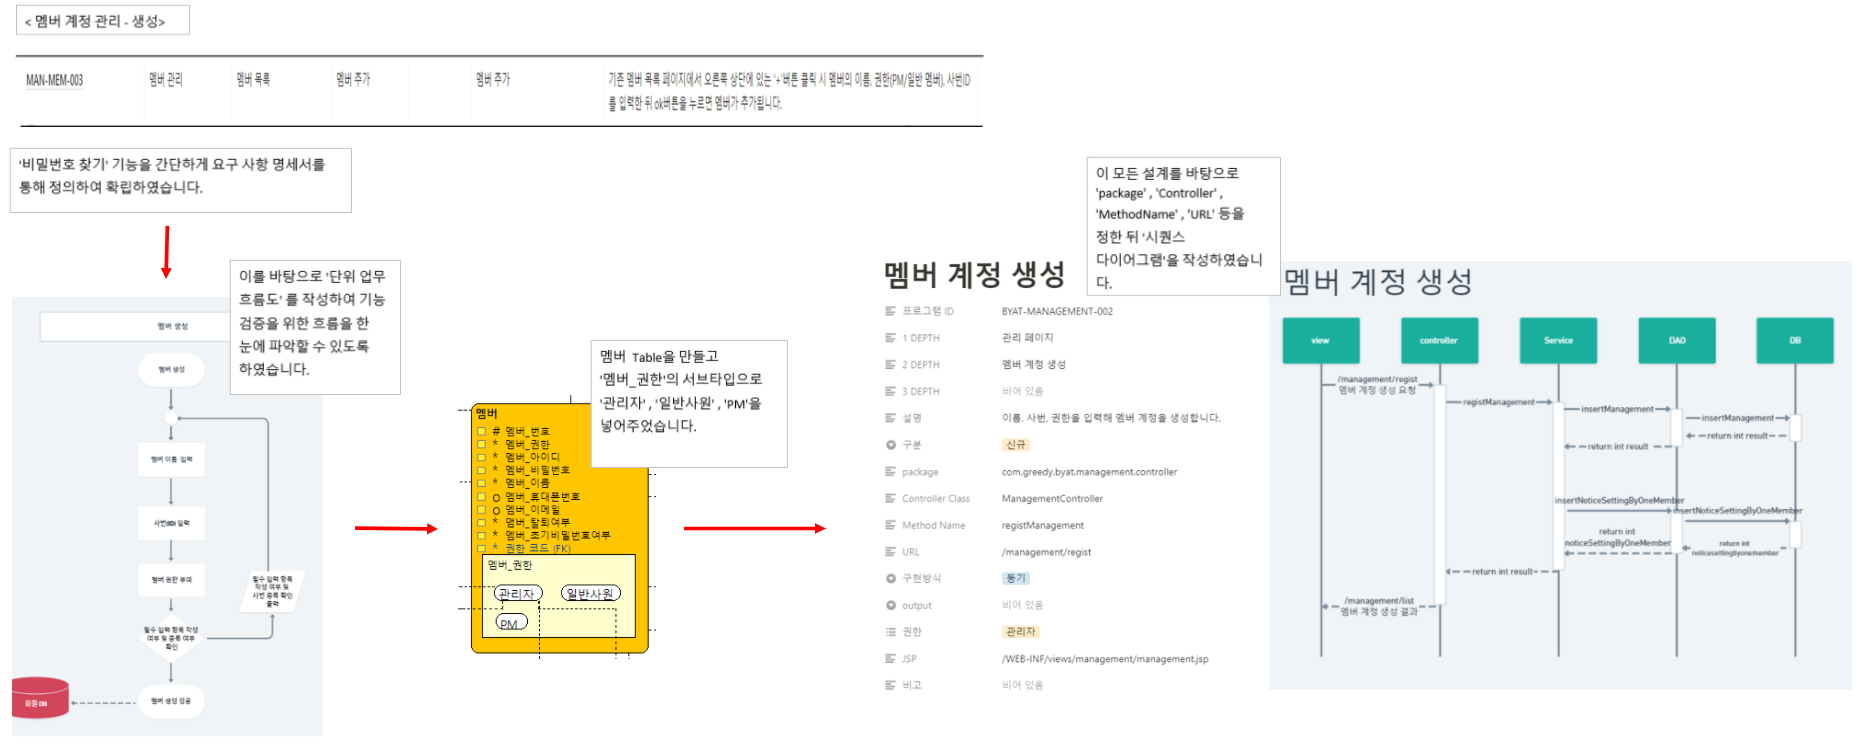 < 멤버 계정 관리 - 생성>
MAN-MEM-003 멤버 관리 멤버 목록 멤버 추가 멤버 추가 기존 멤버 목록 페이지에서 오른쪽 상단에 있는 '+'버튼 클릭 시 멤버의 이름, 권한(PM/일반 멤버), 사번ID
를 입력한 뒤 ok버튼을 누르면 멤버가 추가됩니다.
'비밀번호 찾기' 기능을 간단하게 요구 사항 명세서를
통해 정의하여 확립하였습니다.
이를 바탕으로 '단위 업무
흐름도' 를 작성하여 기능
검증을 위한 흐름을 한
눈에 파악할 수 있도록
하였습니다.
멤버 생성
멤버 생성
멤버 이름 입력
사번(ID) 입력
멤버 권한 부여
필수 입력 항목
작성 여부 및
사번 중복 확인
출력
필수 입력 항목 작성
여부 및 중복 여부
확인
멤버 생성 성공
회원 DB
멤버 Table을 만들고
'멤버_권한'의 서브타입으로
'관리자' , '일반사원' , 'PM'을
넣어주었습니다.
멤버
# 멤버_번호
* 멤버_권한
* 멤버_아이디
* 멤버_비밀번호
* 멤버_이름
o 멤버_휴대폰번호
o 멤버_이메일
* 멤버_탈퇴여부
* 멤버_초기비밀번호여부
* 권한 코드 (FK)
멤버_권한
관리자
일반사원
PM
이 모든 설계를 바탕으로
'package' , 'Controller' ,
'MethodName' , 'URL' 등을
정한 뒤 '시퀀스
다이어그램'을 작성하였습니
다.
멤버 계정 생성
프로그램 ID BYAT-MANAGEMENT-002
1 DEPTH 관리 페이지
2 DEPTH 멤버 계정 생성
3 DEPTH 비어 있음
설명 이름, 사번, 권한을 입력해 멤버 계정을 생성합니다.
구분 신규
package com.greedy.byat.management.controller
Controller Class ManagementController
Method Name registManagement
URL /management/regist
구현방식 동기
output 비어 있음
권한 관리자
JSP /WEB-INF/views/management/management.jsp
비고 비어 있음
멤버 계정 생성
view controller Service DAO DB
/management/regist
멤버 계정 생성 요청
registManagement
insertManagement
insertManagement
return int result
return int result
insertNoticeSettingByOneMember
insertNoticeSettingByOneMember
return int
noticeSettingByOneMember
return int
noticesettingbyonemember
return int result
/management/list
멤버 계정 생성 결과